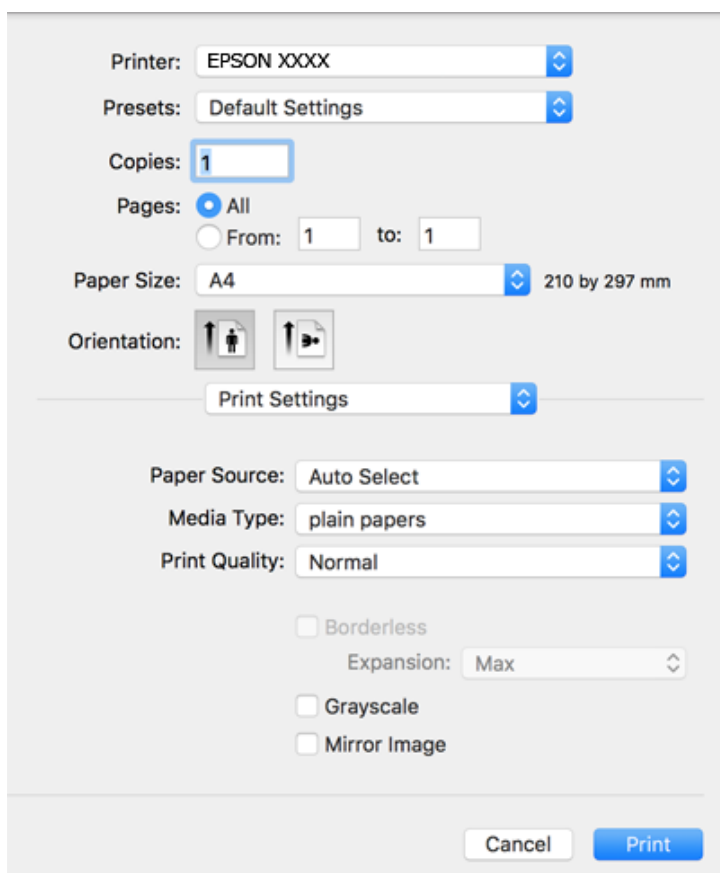 Printer: EPSON XXXX
Presets: Default Settings
Copies: 1
Pages: All
From: 1 to: 1
Paper Size: A4 210 by 297 mm
Orientation:
Print Settings
Paper Source: Auto Select
Media Type: plain papers
Print Quality: Normal
Borderless
Expansion: Max
Grayscale
Mirror Image
Cancel Print